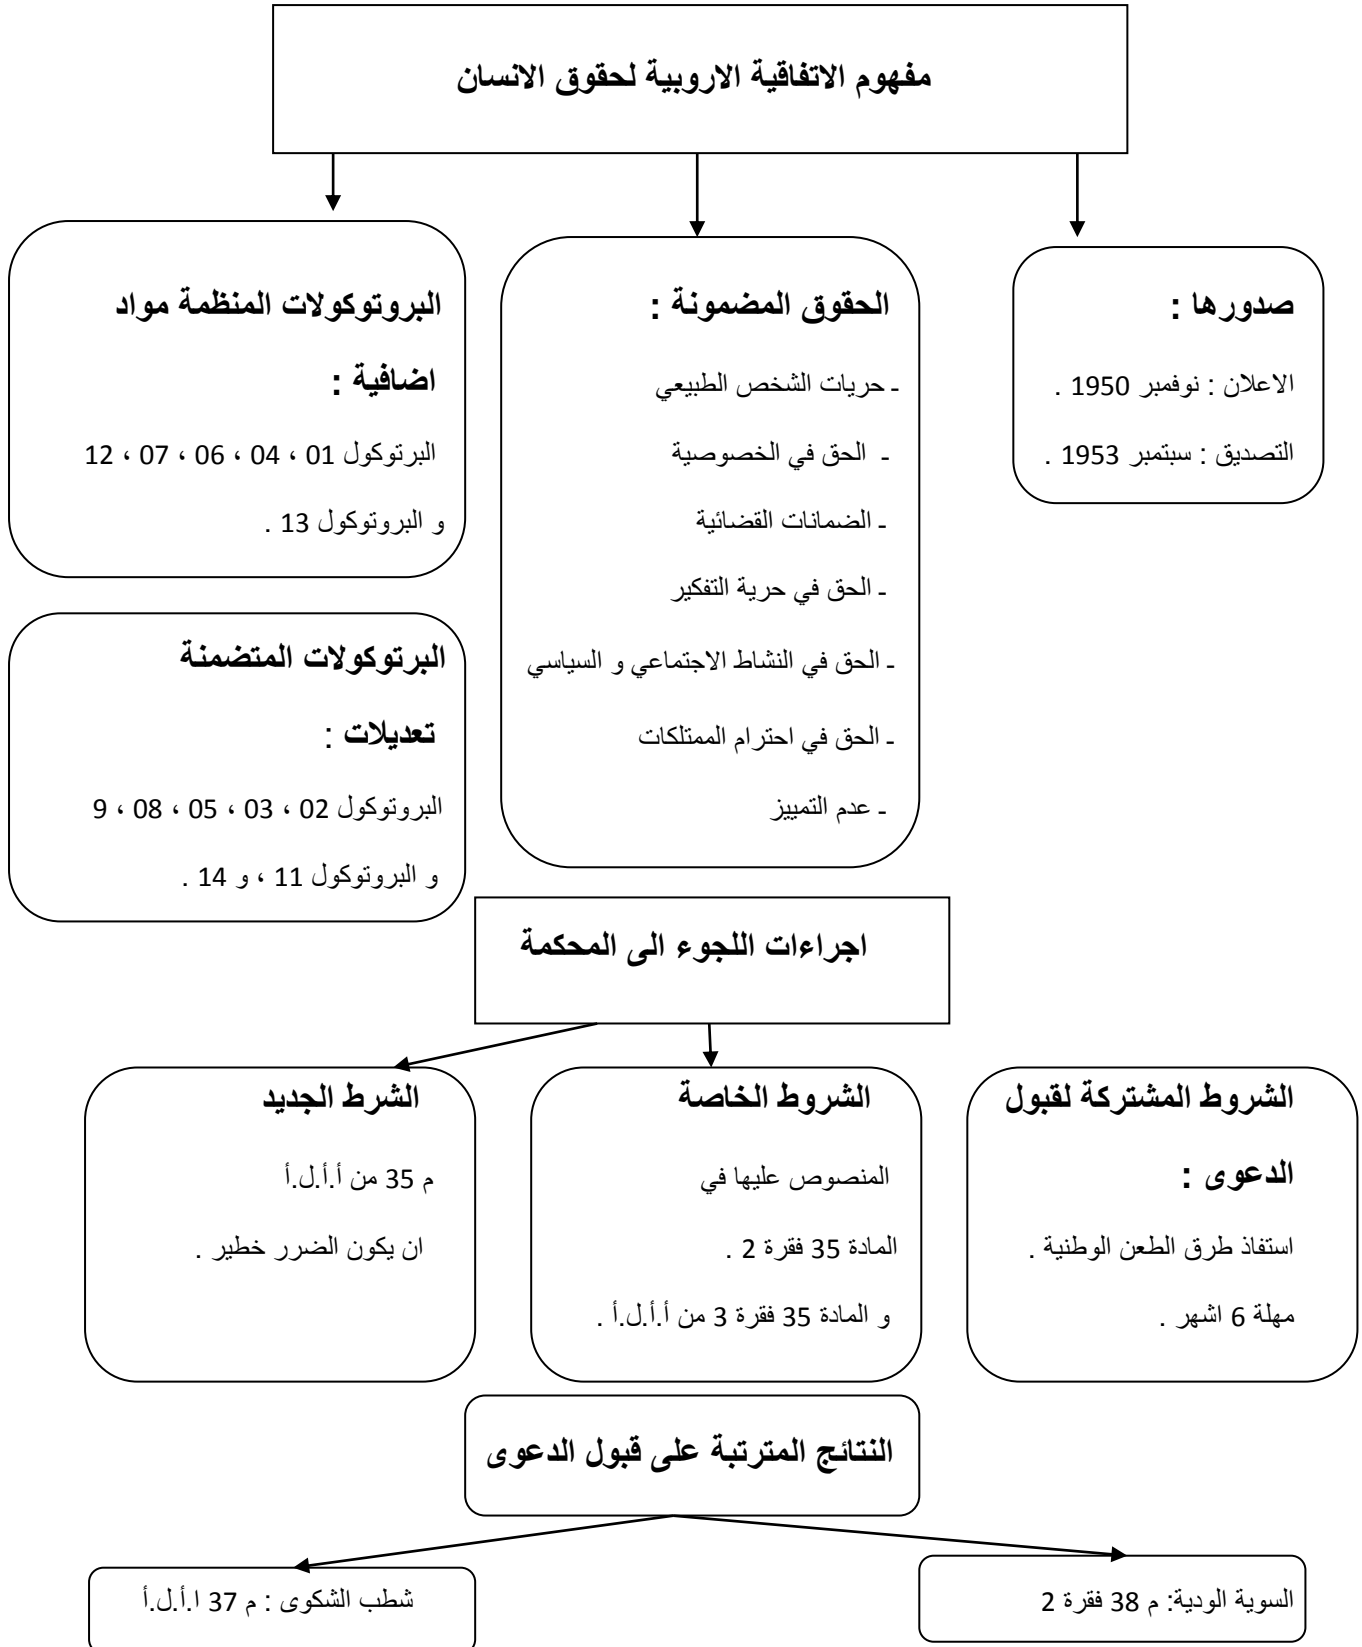 مفهوم الاتفاقية الاروبية لحقوق الانسان
صدورها :
الاعلان : نوفمبر 1950 .
التصديق : سبتمبر 1953 .
الحقوق المضمونة :
ـ حريات الشخص الطبيعي
ـ الحق في الخصوصية
ـ الضمانات القضائية
ـ الحق في حرية التفكير
ـ الحق في النشاط الاجتماعي و السياسي
ـ الحق في احترام الممتلكات
ـ عدم التمييز
البروتوكولات المنظمة مواد
اضافية :
البرتوكول 01 ، 04 ، 06 ، 07 ، 12
و البروتوكول 13 .
البرتوكولات المتضمنة
تعديلات :
البروتوكول 02 ، 03 ، 05 ، 08 ، 9
و البروتوكول 11 ، و 14 .
اجراءات اللجوء الى المحكمة
الشروط المشتركة لقبول
الدعوى :
استفاذ طرق الطعن الوطنية .
مهلة 6 اشهر .
الشروط الخاصة
المنصوص عليها في
المادة 35 فقرة 2 .
و المادة 35 فقرة 3 من أ.أ.ل.أ .
الشرط الجديد
م 35 من أ.أ.ل.أ
ان يكون الضرر خطير .
النتائج المترتبة على قبول الدعوى
السوية الودية: م 38 فقرة 2
شطب الشكوى : م 37 ا.أ.ل.أ